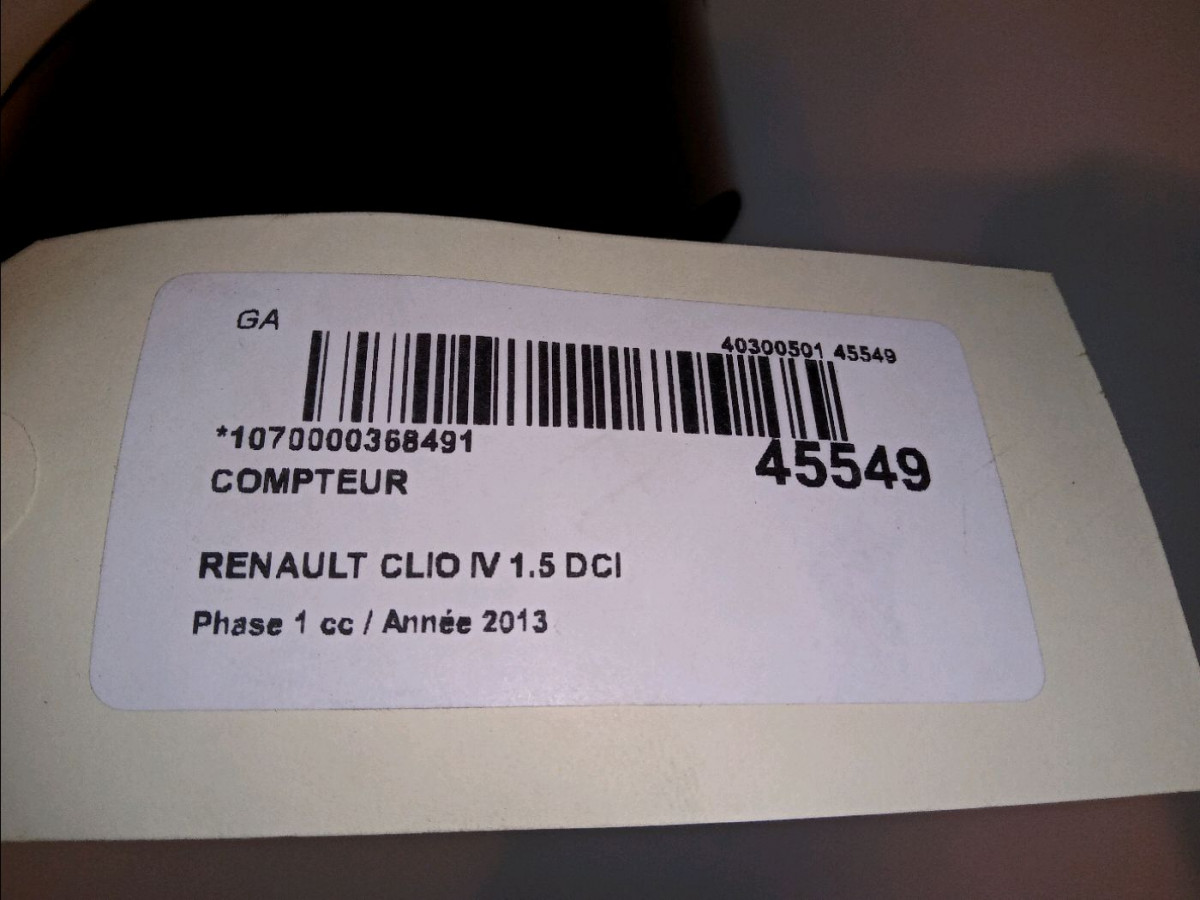 GA
40300501 45549
*1070000368491
45549
COMPTEUR
RENAULT CLIO IV 1.5 DCI
Phase 1 cc / Année 2013